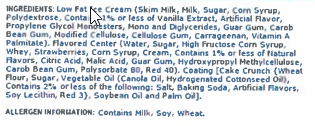 INGREDIENTS: Low Fat Ice Cream (Skim Milk, Milk, Sugar, Corn Syrup,
Polydextrose, Contains 1% or less of Vanilla Extract, Artificial Flavor,
Propylene Glycol Monoesters, Mono and Diglycerides, Guar Gum, Carob
Bean Gum, Modified Cellulose, Cellulose Gum, Carrageenan, Vitamin A
Palmitate). Flavored Center (Water, Sugar, High Fructose Corn Syrup,
Whey, Strawberries, Corn Syrup, Cream, Contains 1% or less of Natural
Flavors, Citric Acid, Malic Acid, Guar Gum, Hydroxypropyl Methylcellulose,
Carob Bean Gum, Polysorbate 80, Red 40). Coating [Cake Crunch {Wheat
Flour, Sugar, Vegetable Oil (Canola Oil, Hydrogenated Cottonseed Oil),
Contains 2% or less of the following: Salt, Baking Soda, Artificial Flavors,
Soy Lecithin, Red 3}, Soybean Oil and Palm Oil].
ALLERGEN INFORMATION: Contains Milk, Soy, Wheat.